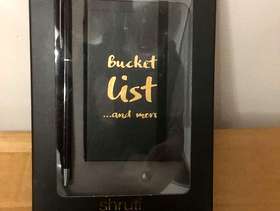 bucket
list
...and more
shruti